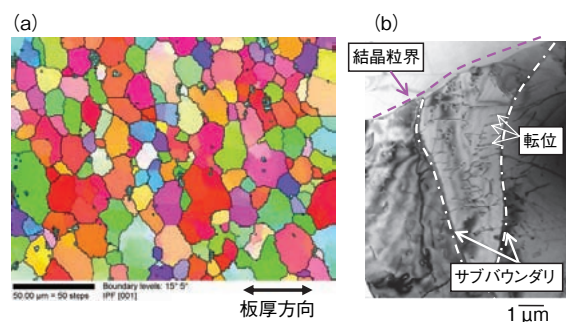 (a)
(b)
結晶粒界
転位
サブバウンダリ
50.00 μm = 50 steps
Boundary levels: 15° 5°
IPF [001]
板厚方向
1 μm